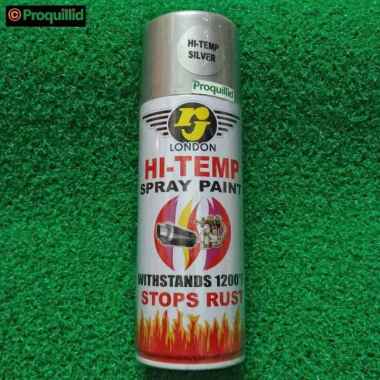 © Proquillid
HI-TEMP
SILVER
Proquillid
rj
LONDON
HI-TEMP
SPRAY PAINT
WITHSTANDS 1200°
STOPS RUST